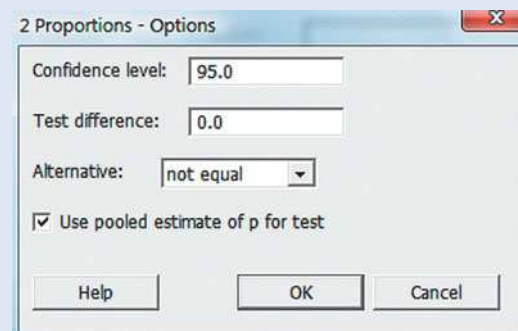 2 Proportions - Options
Confidence level: 95.0
Test difference: 0.0
Alternative: not equal
Use pooled estimate of p for test
Help OK Cancel